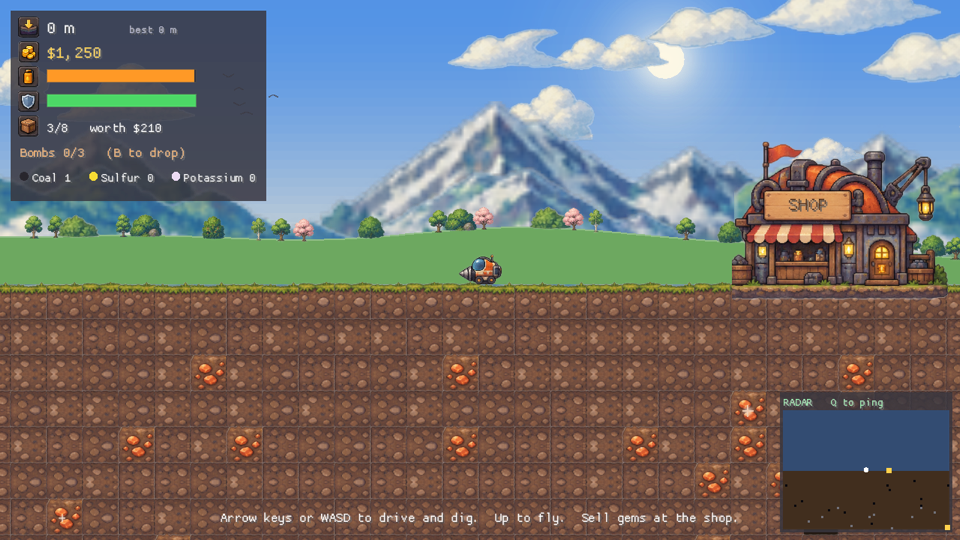 0 m best 0 m
$1,250
3/8 worth $210
Bombs 0/3 (B to drop)
Coal 1 Sulfur 0 Potassium 0
SHOP
RADAR Q to ping
Arrow keys or WASD to drive and dig. Up to fly. Sell gems at the shop.